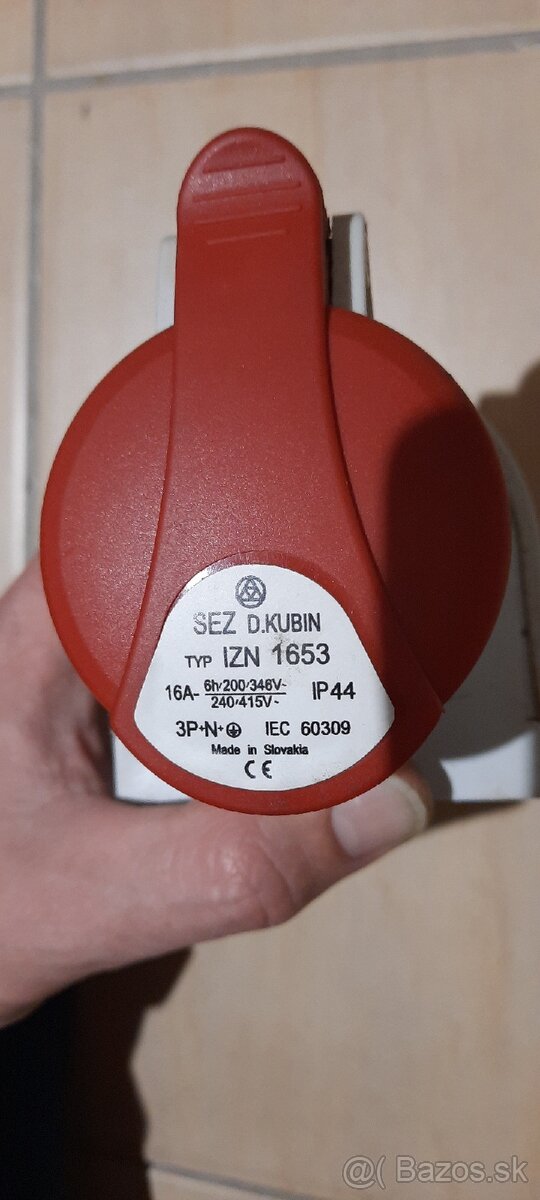 SEZ D.KUBIN
TYP IZN 1653
16A- 6h/200/346V~ IP44
240/415V~
3P+N+⏚ IEC 60309
Made in Slovakia
CE
@( Bazos.sk